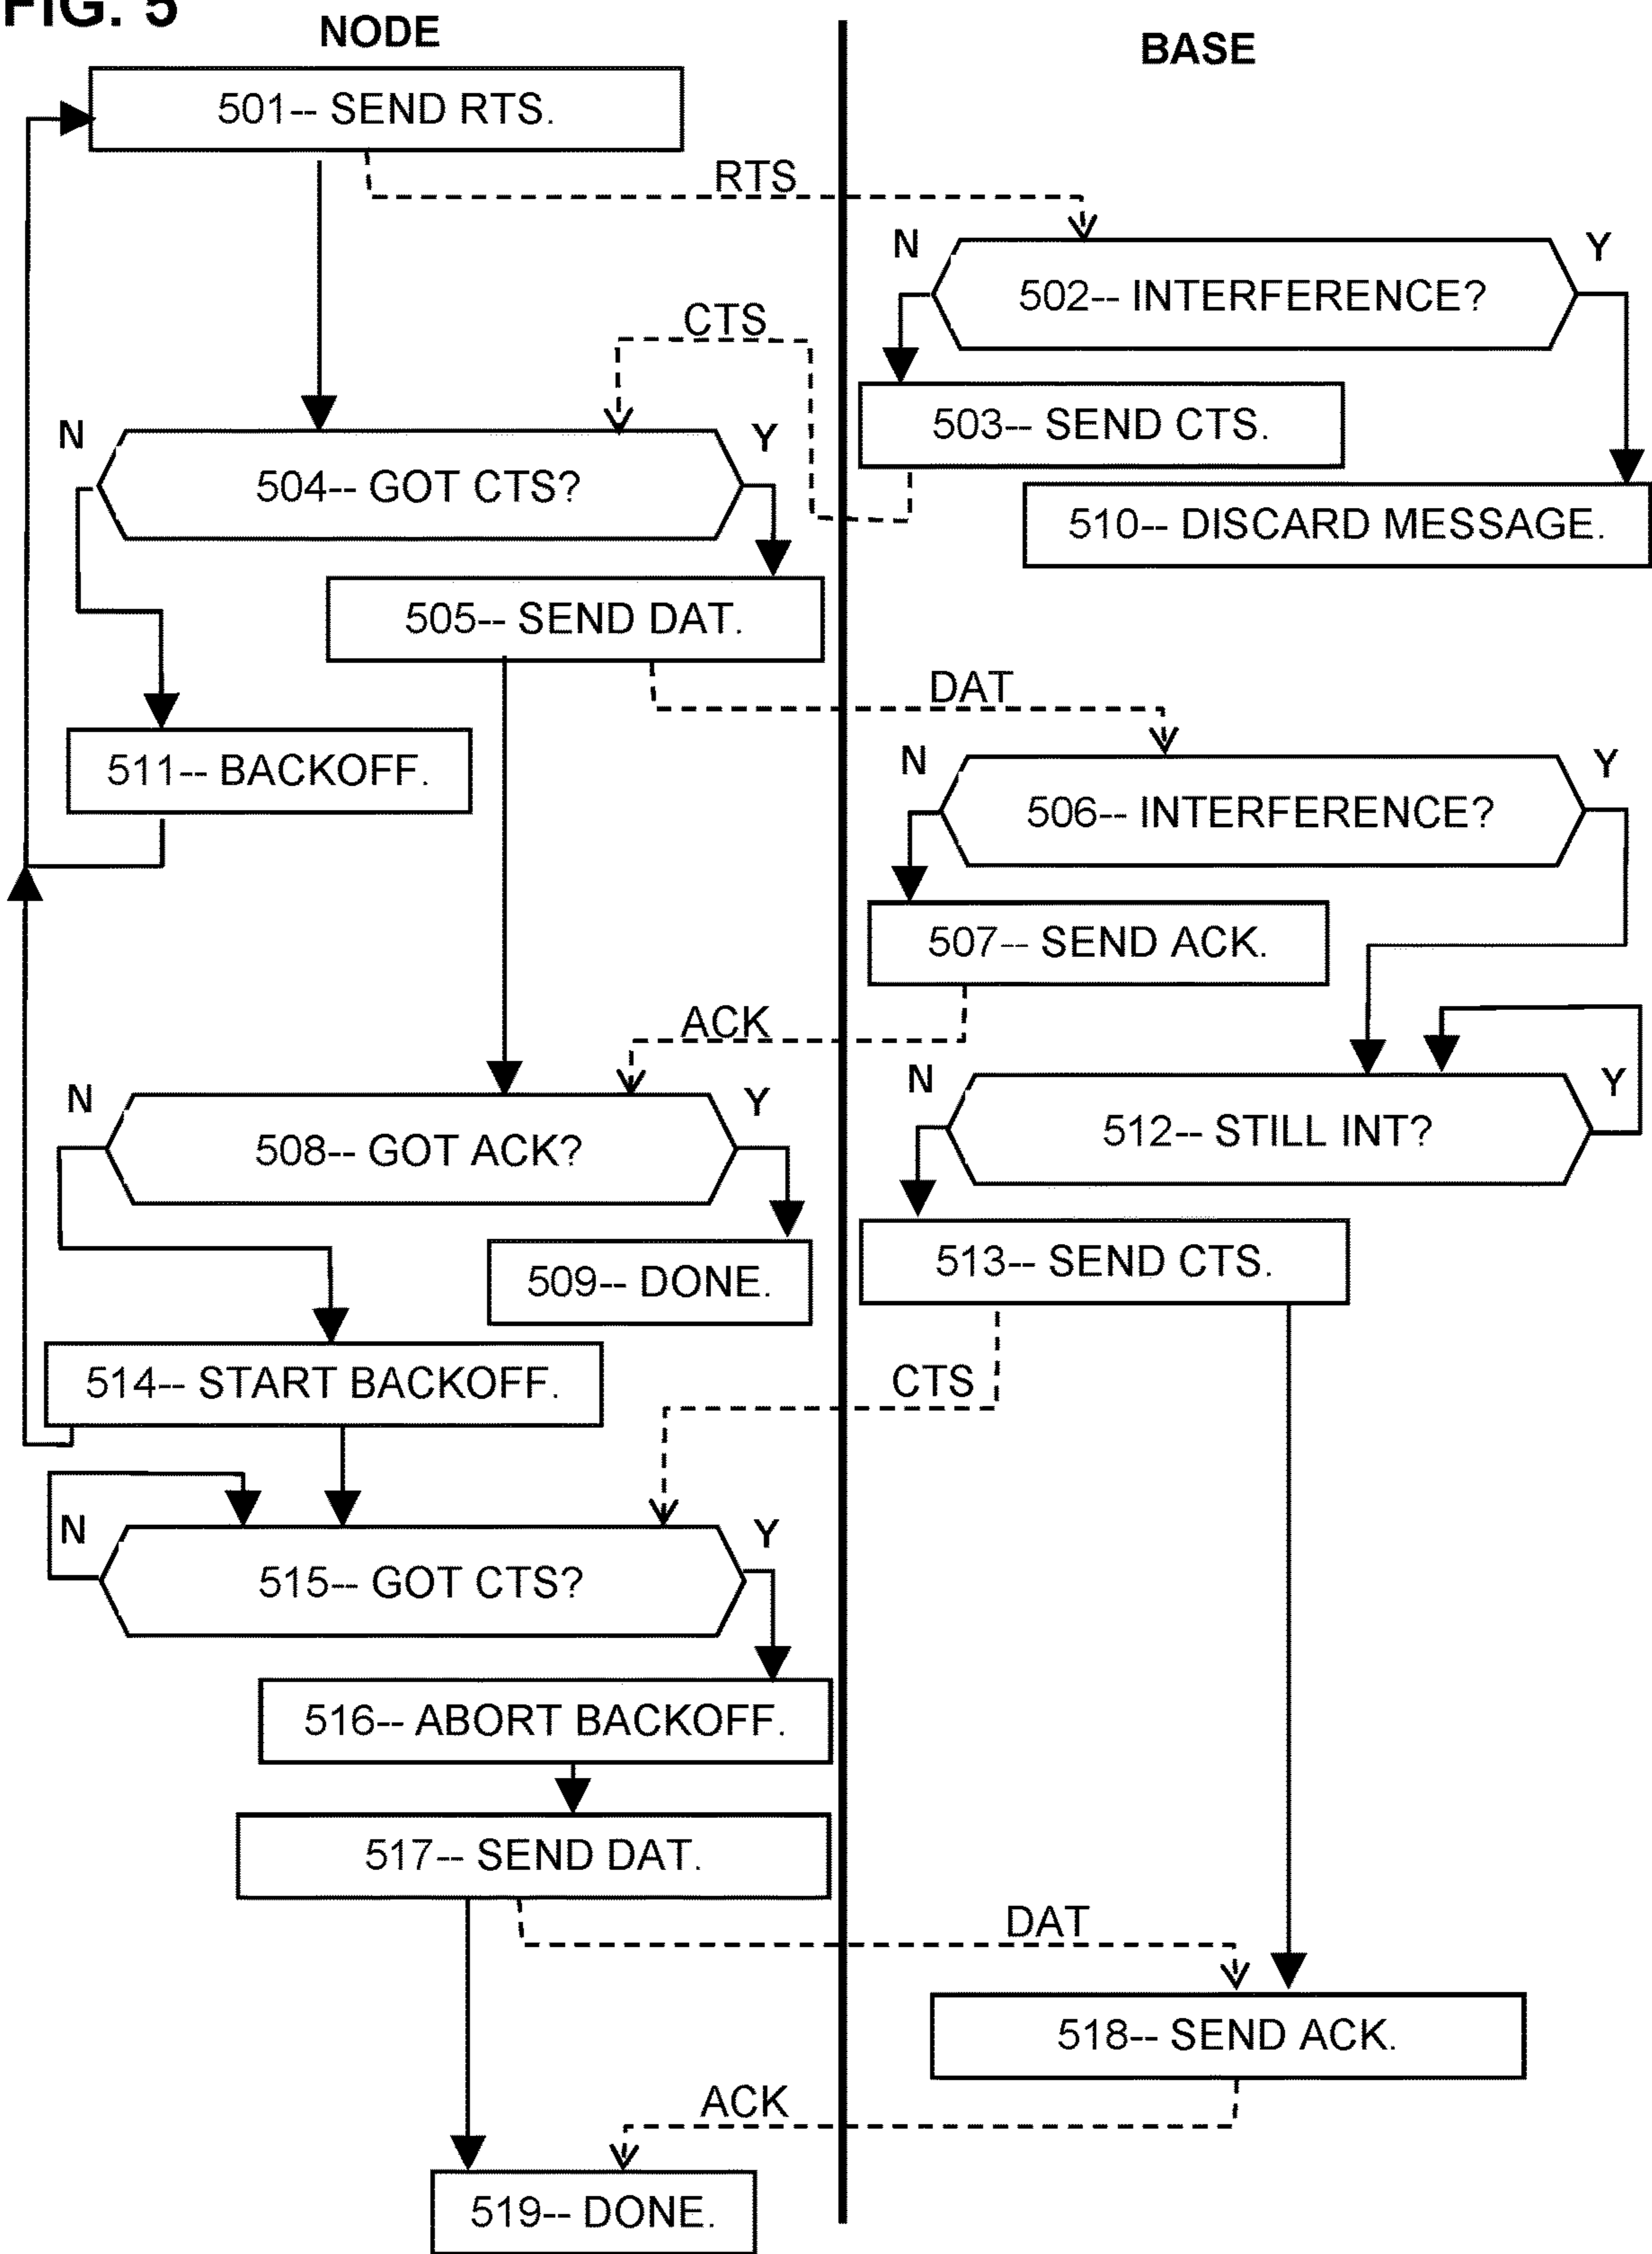 FIG. 5
NODE
BASE
501-- SEND RTS.
RTS
N
Y
502-- INTERFERENCE?
CTS
503-- SEND CTS.
N
Y
504-- GOT CTS?
510-- DISCARD MESSAGE.
505-- SEND DAT.
DAT
511-- BACKOFF.
N
Y
506-- INTERFERENCE?
507-- SEND ACK.
ACK
N
Y
508-- GOT ACK?
N
Y
512-- STILL INT?
509-- DONE.
513-- SEND CTS.
514-- START BACKOFF.
CTS
N
Y
515-- GOT CTS?
516-- ABORT BACKOFF.
517-- SEND DAT.
DAT
518-- SEND ACK.
ACK
519-- DONE.